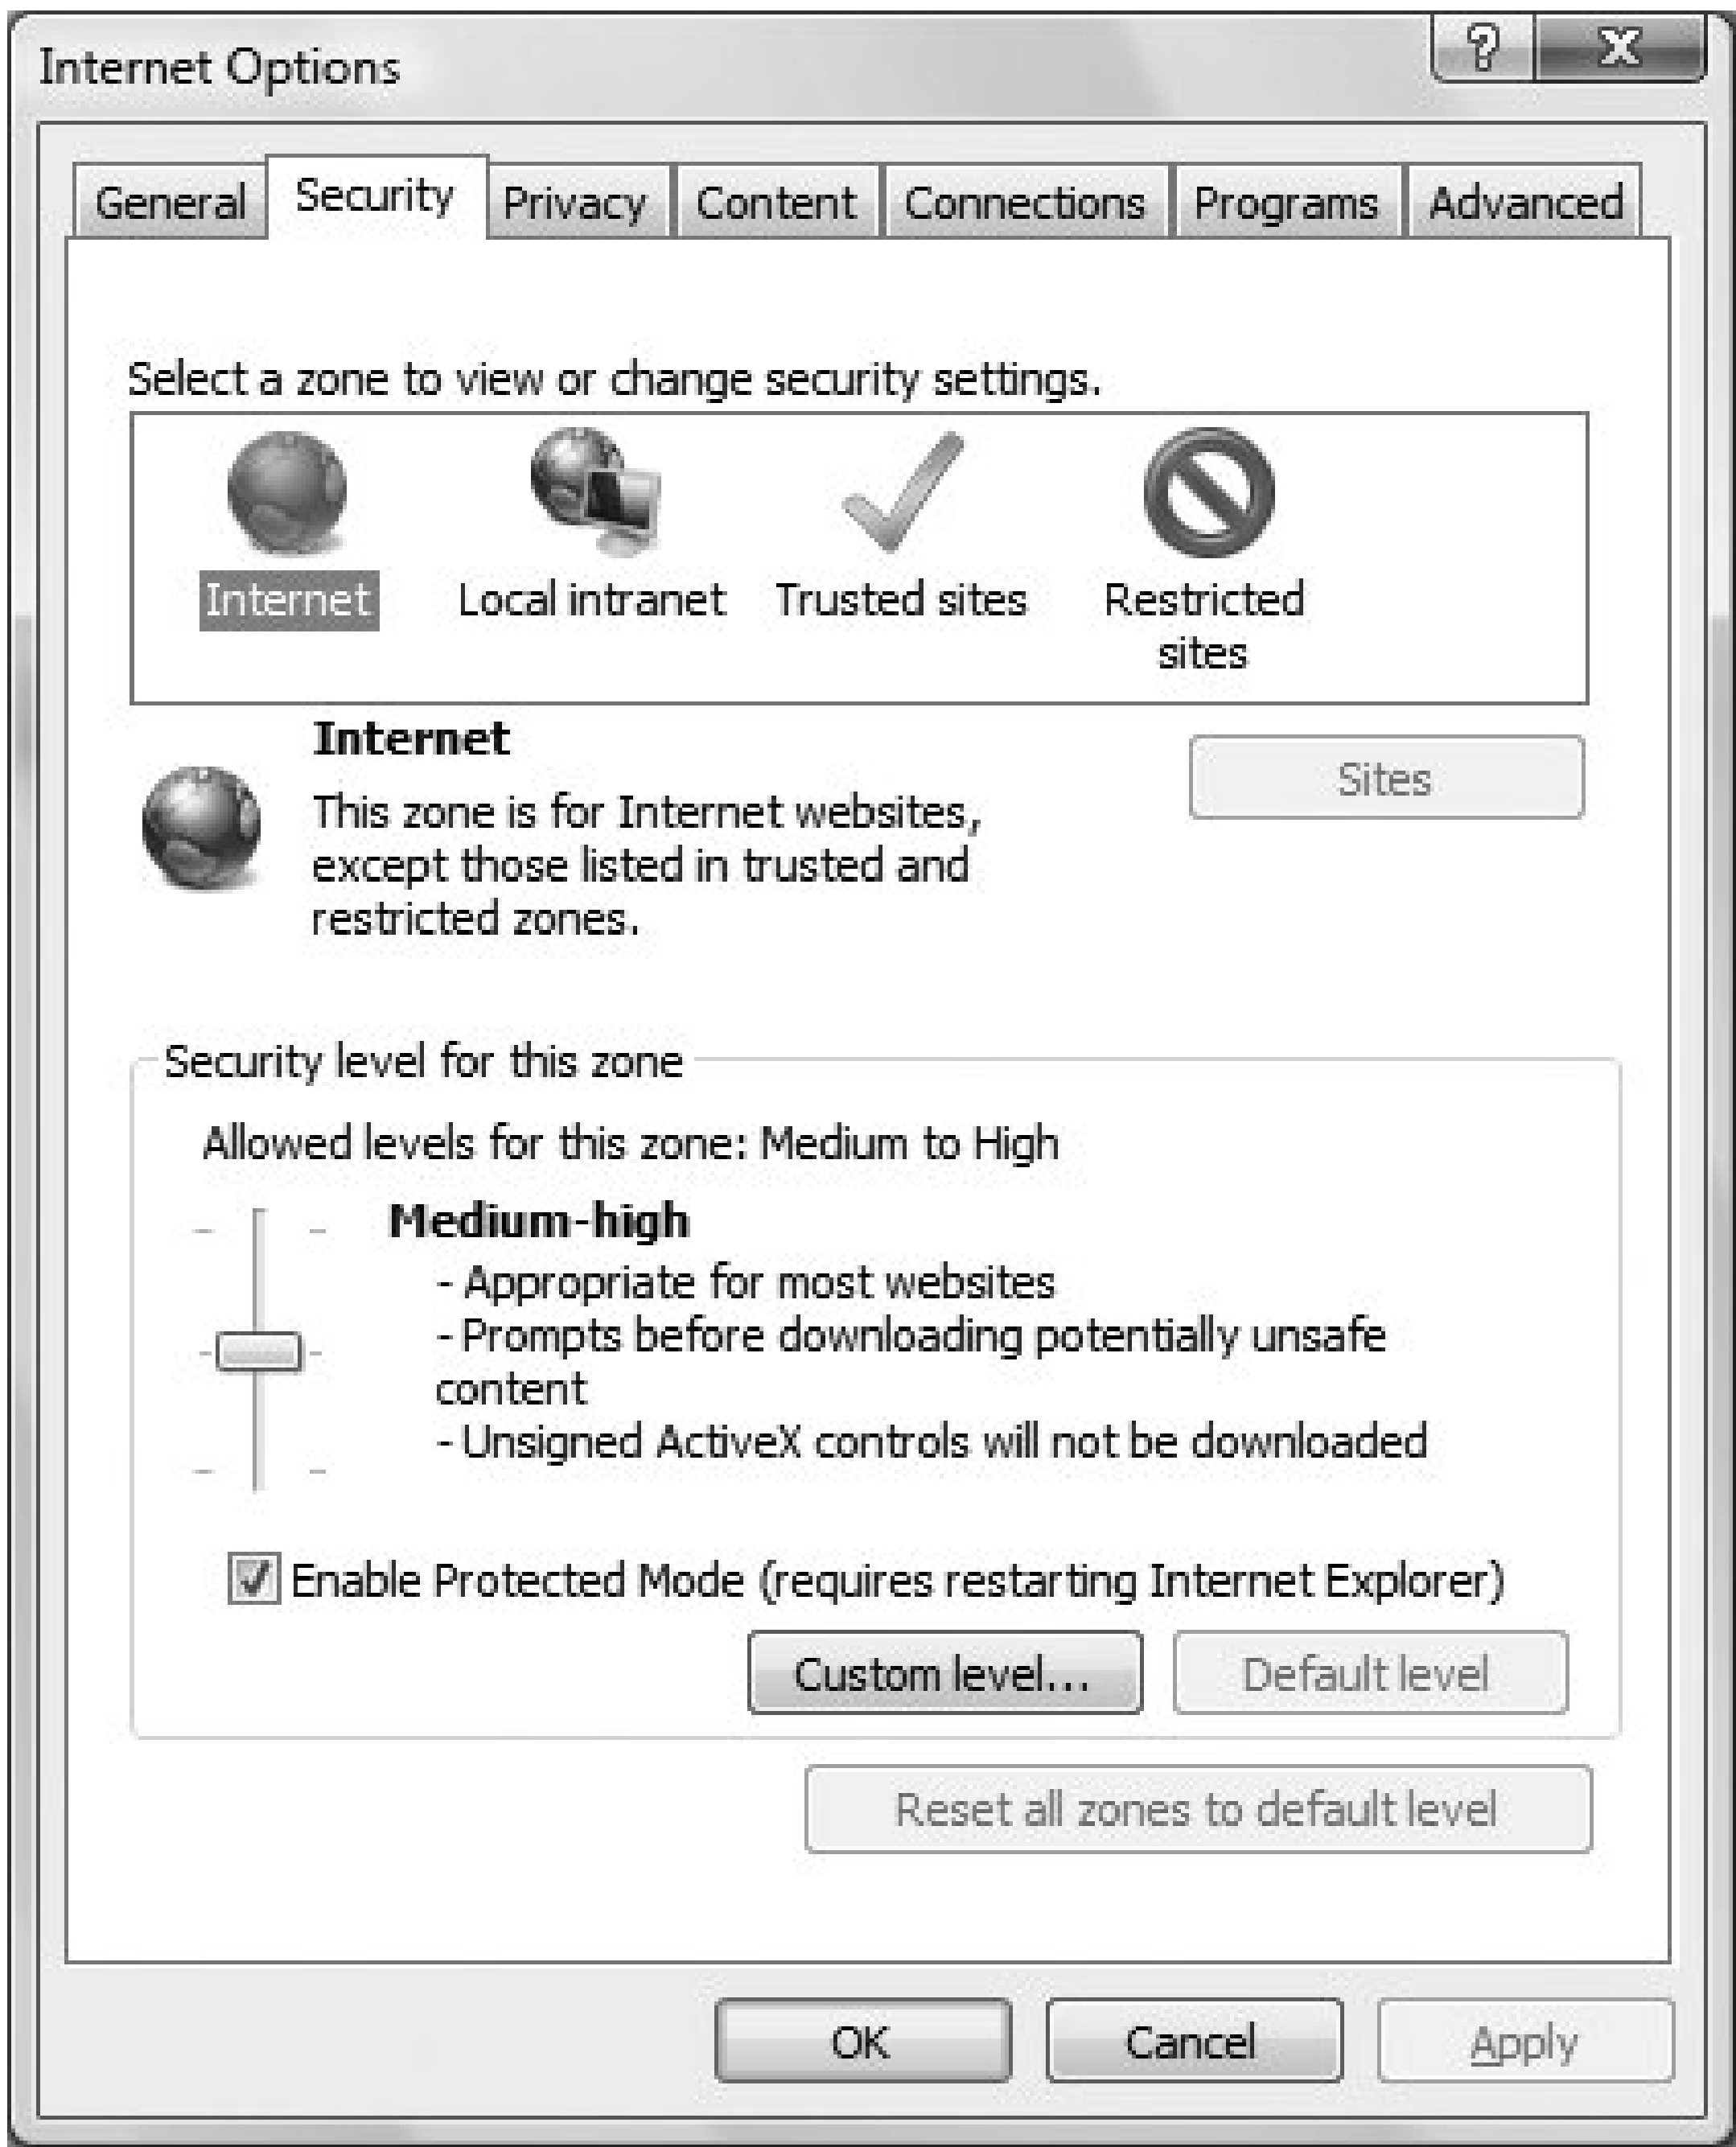 Internet Options
General Security Privacy Content Connections Programs Advanced
Select a zone to view or change security settings.
Internet Local intranet Trusted sites Restricted
sites
Internet
Sites
This zone is for Internet websites,
except those listed in trusted and
restricted zones.
Security level for this zone
Allowed levels for this zone: Medium to High
Medium-high
- Appropriate for most websites
- Prompts before downloading potentially unsafe
content
- Unsigned ActiveX controls will not be downloaded
Enable Protected Mode (requires restarting Internet Explorer)
Custom level... Default level
Reset all zones to default level
OK Cancel Apply